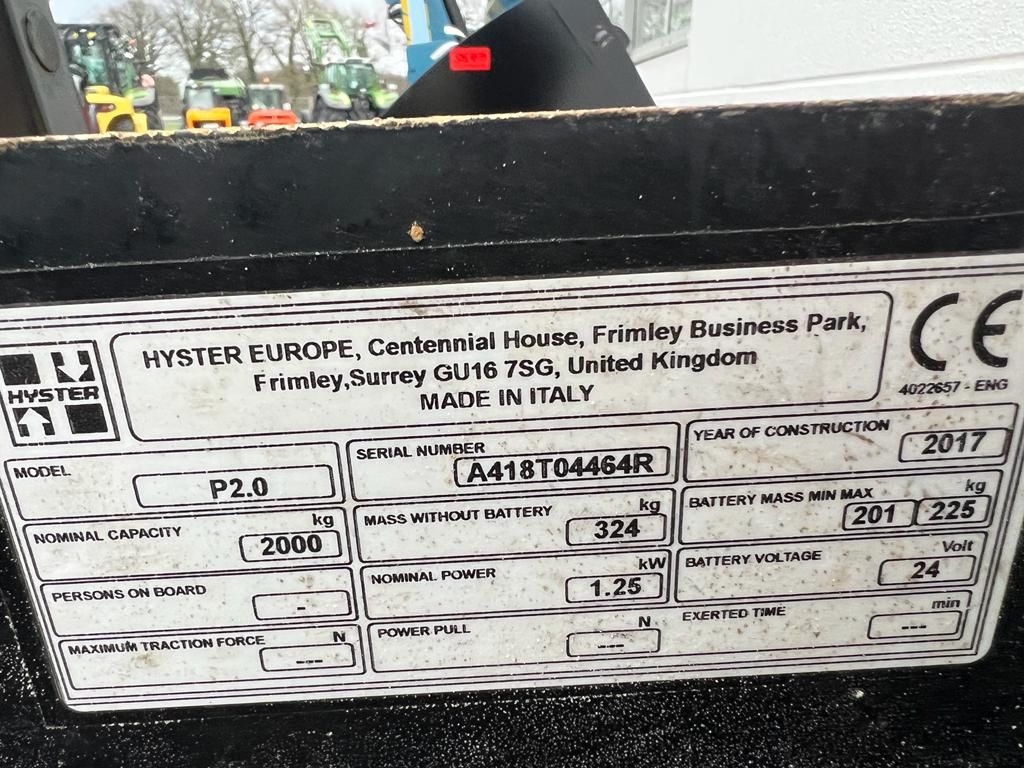 HYSTER
HYSTER EUROPE, Centennial House, Frimley Business Park,
Frimley,Surrey GU16 7SG, United Kingdom
MADE IN ITALY
CE
4022657 - ENG
MODEL
P2.0
SERIAL NUMBER
A418T04464R
YEAR OF CONSTRUCTION
2017
NOMINAL CAPACITY
kg
2000
MASS WITHOUT BATTERY
kg
324
BATTERY MASS MIN MAX
kg
201 225
PERSONS ON BOARD
-
NOMINAL POWER
kW
1.25
BATTERY VOLTAGE
Volt
24
MAXIMUM TRACTION FORCE
N
---
POWER PULL
N
---
EXERTED TIME
min
---